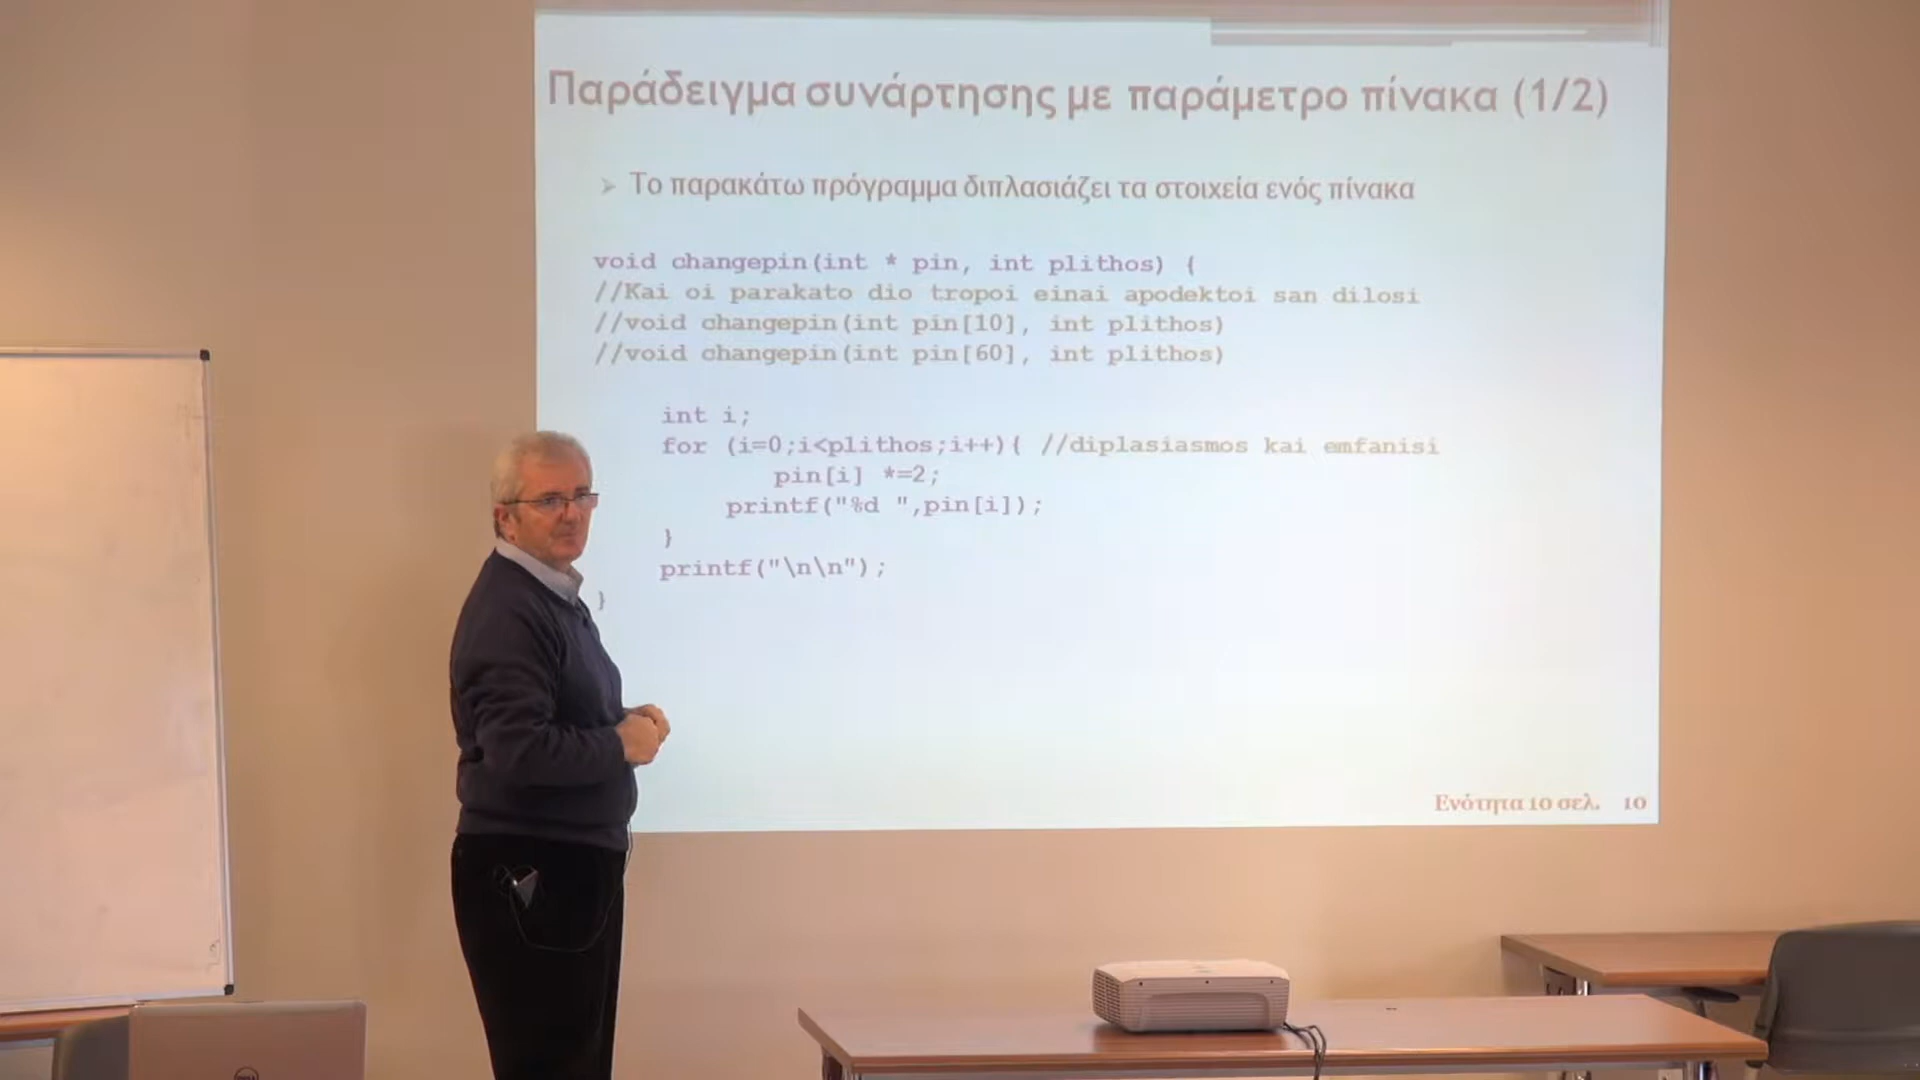 Παράδειγμα συνάρτησης με παράμετρο πίνακα (1/2)
Το παρακάτω πρόγραμμα διπλασιάζει τα στοιχεία ενός πίνακα
void changepin(int * pin, int plithos) {
//Kai oi parakato dio tropoi einai apodektoi san dilosi
//void changepin(int pin[10], int plithos)
//void changepin(int pin[60], int plithos)
int i;
for (i=0;i<plithos;i++){ //diplasiasmos kai emfanisi
pin[i] *=2;
printf("%d ",pin[i]);
}
printf("\n\n");
}
Ενότητα 10 σελ. 10
DELL